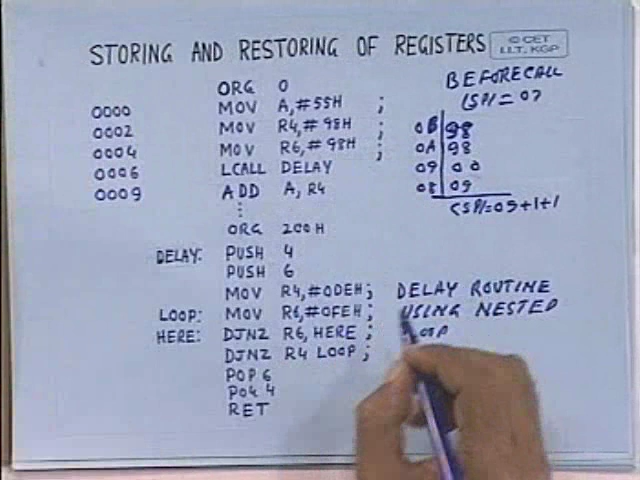 STORING AND RESTORING OF REGISTERS
© CET
I.I.T. KGP
ORG 0
0000 MOV A,#55H ;
0002 MOV R4,#98H ;
0004 MOV R6,#98H ;
0006 LCALL DELAY
0009 ADD A, R4
:
ORG 200H
DELAY: PUSH 4
PUSH 6
MOV R4,#0DEH; DELAY ROUTINE
LOOP: MOV R6,#0FEH; USING NESTED
HERE: DJNZ R6, HERE ; LOOP
DJNZ R4 LOOP ;
POP 6
POP 4
RET
BEFORE CALL
(SP)=07
0B 98
0A 98
09 00
08 09
(SP)=09+1+1